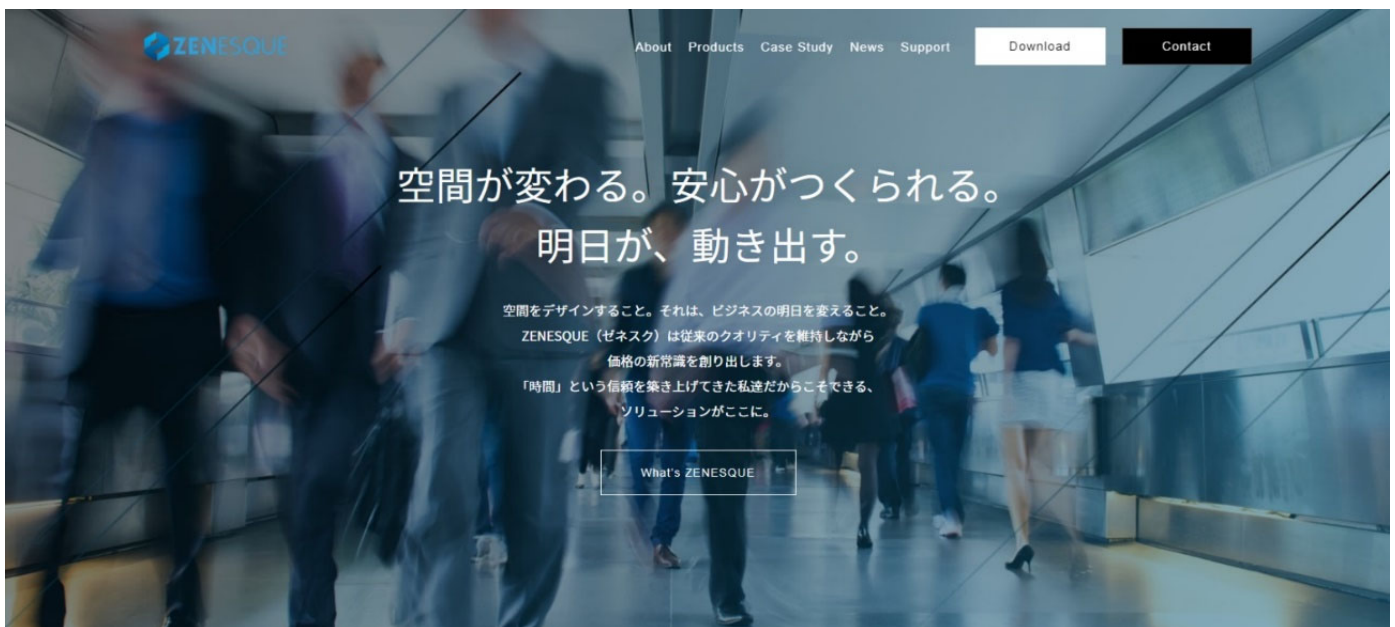 ZENESQUE
About Products Case Study News Support Download Contact
空間が変わる。安心がつくられる。
明日が、動き出す。
空間をデザインすること。それは、ビジネスの明日を変えること。
ZENESQUE（ゼネスク）は従来のクオリティを維持しながら
価格の新常識を創り出します。
「時間」という信頼を築き上げてきた私達だからこそできる、
ソリューションがここに。
What's ZENESQUE